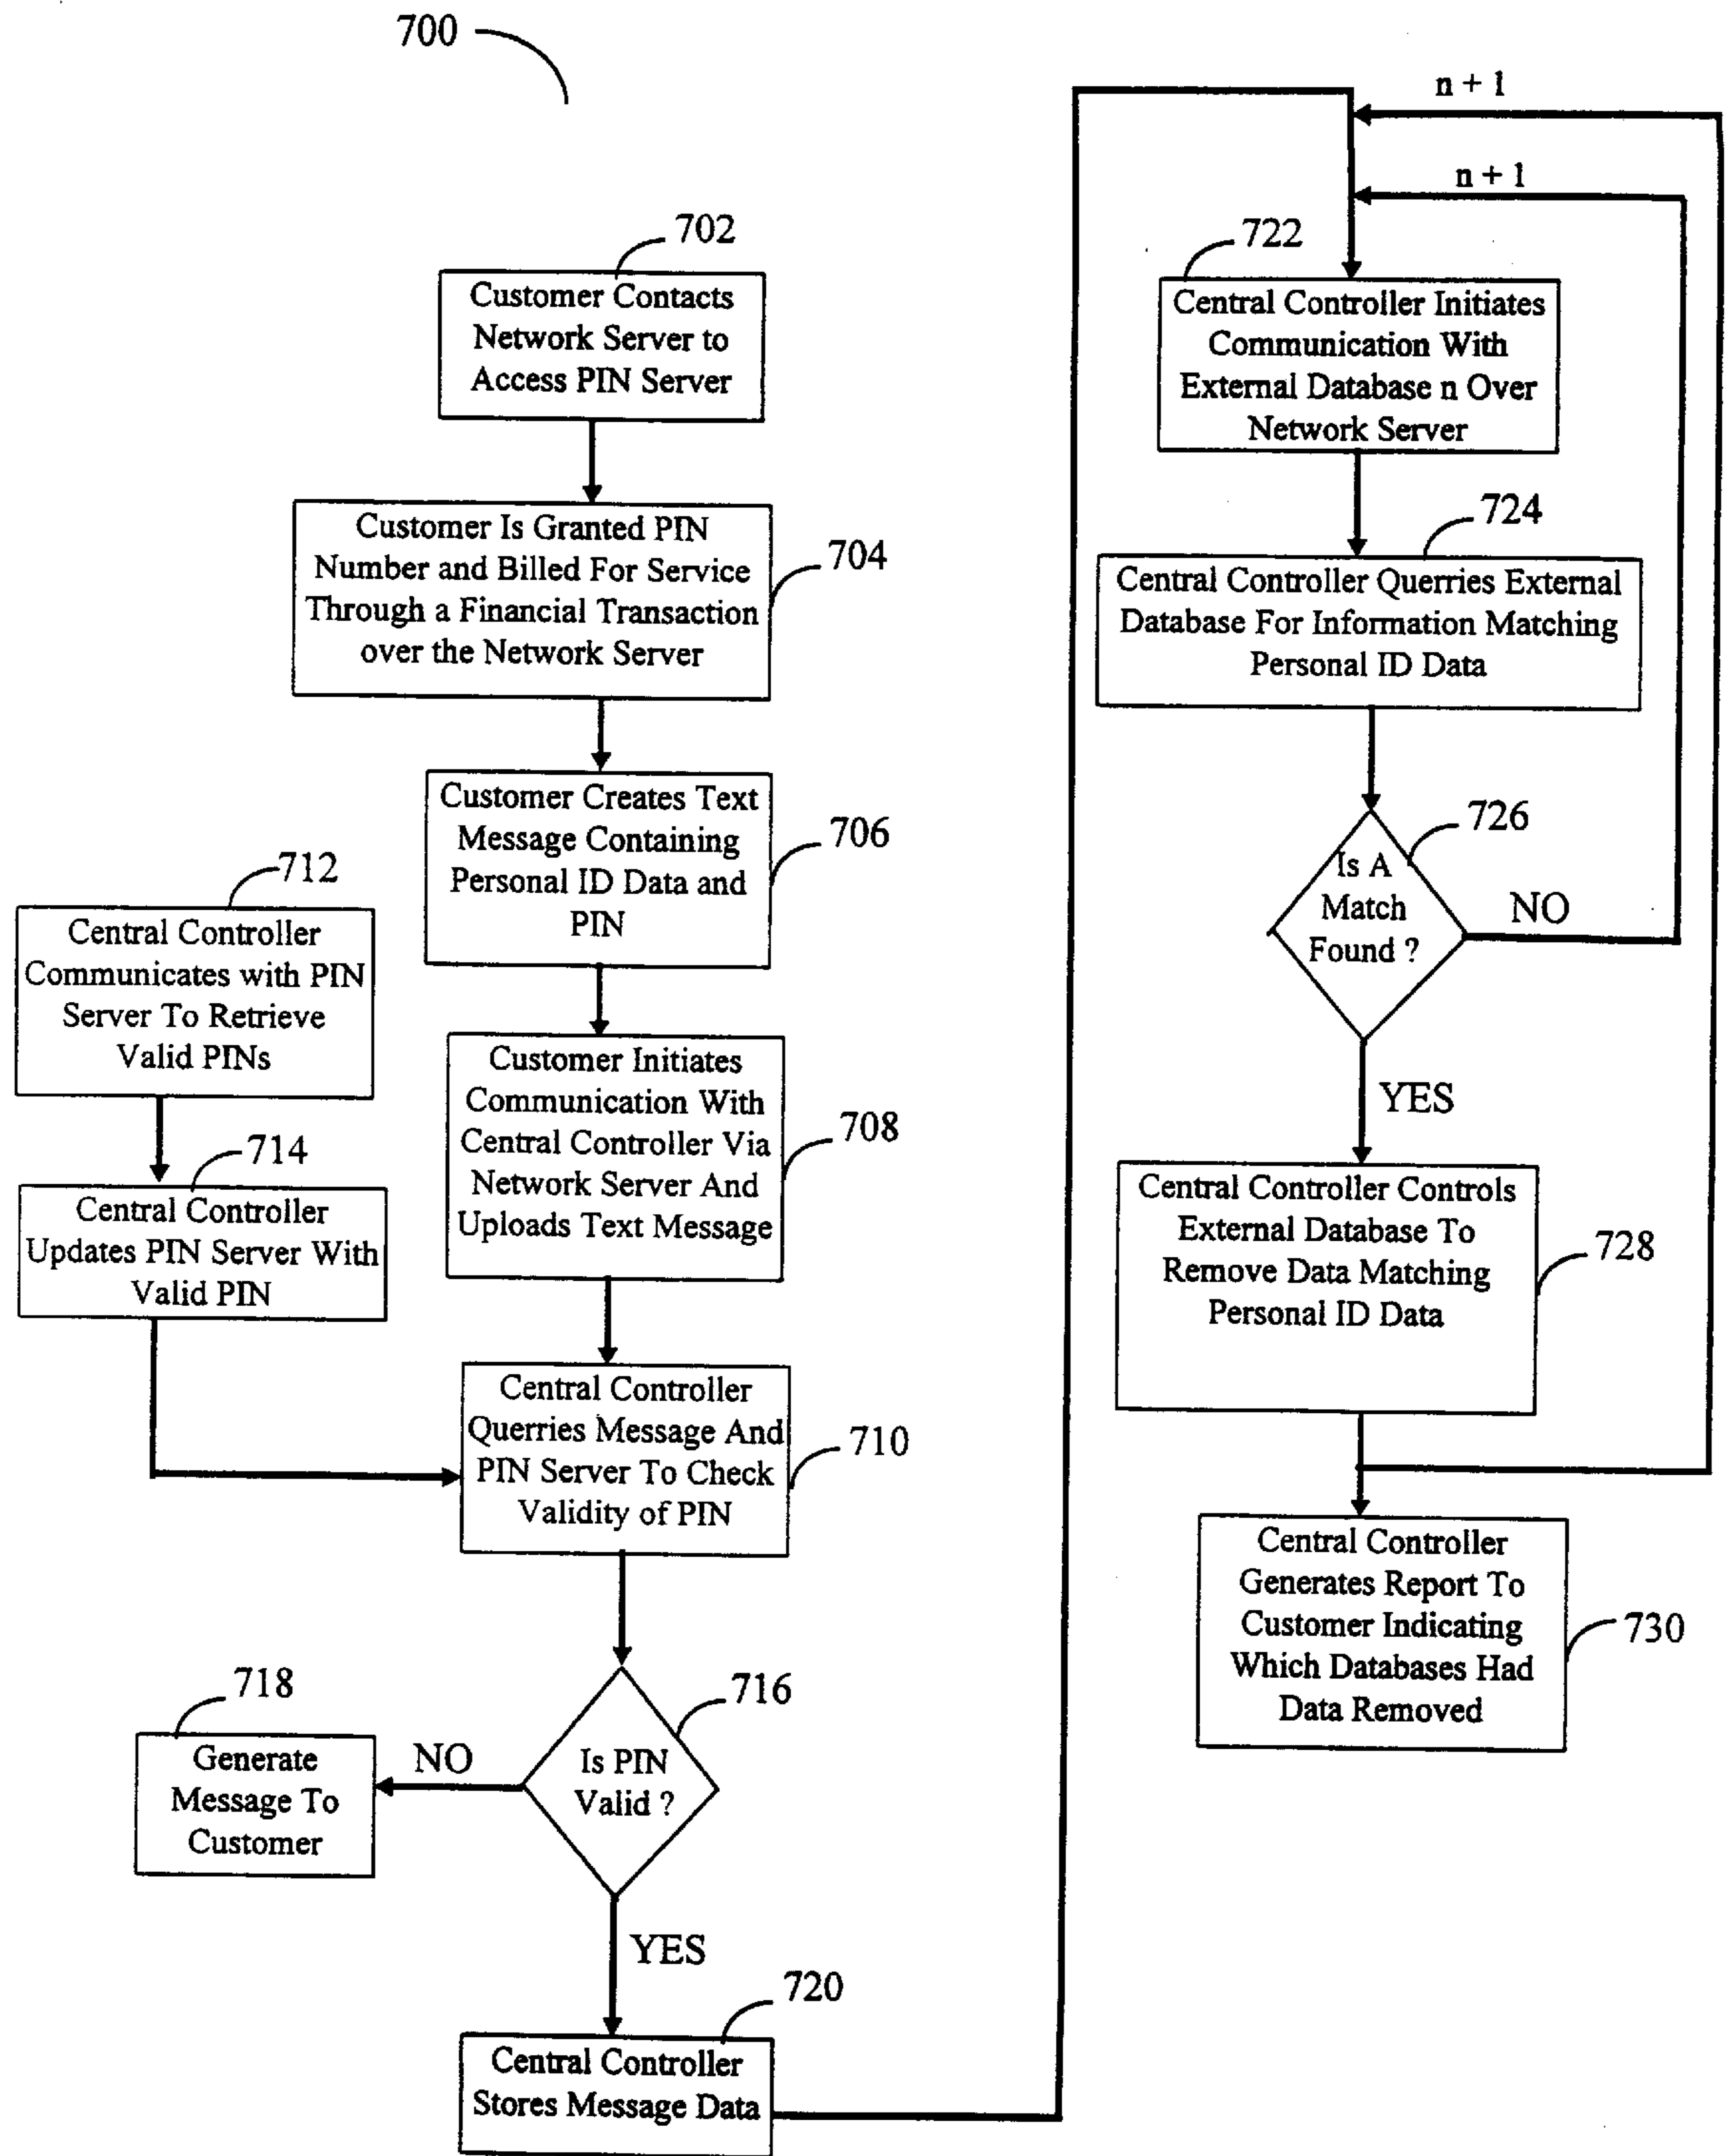 700
702
Customer Contacts
Network Server to
Access PIN Server
Customer Is Granted PIN
Number and Billed For Service
Through a Financial Transaction
over the Network Server
704
Customer Creates Text
Message Containing
Personal ID Data and
PIN
706
712
Central Controller
Communicates with PIN
Server To Retrieve
Valid PINs
714
Central Controller
Updates PIN Server With
Valid PIN
Customer Initiates
Communication With
Central Controller Via
Network Server And
Uploads Text Message
708
Central Controller
Querries Message And
PIN Server To Check
Validity of PIN
710
716
Is PIN
Valid ?
NO
718
Generate
Message To
Customer
YES
720
Central Controller
Stores Message Data
n + 1
n + 1
722
Central Controller Initiates
Communication With
External Database n Over
Network Server
724
Central Controller Querries External
Database For Information Matching
Personal ID Data
726
Is A
Match
Found ?
NO
YES
Central Controller Controls
External Database To
Remove Data Matching
Personal ID Data
728
Central Controller
Generates Report To
Customer Indicating
Which Databases Had
Data Removed
730